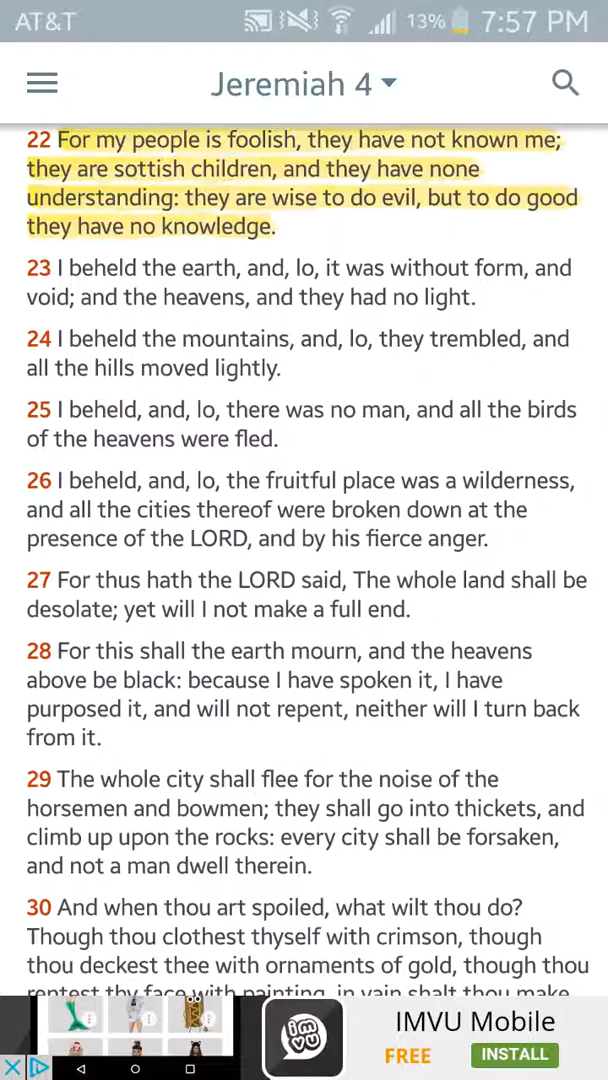 AT&T 13% 7:57 PM
Jeremiah 4
22 For my people is foolish, they have not known me;
they are sottish children, and they have none
understanding: they are wise to do evil, but to do good
they have no knowledge.
23 I beheld the earth, and, lo, it was without form, and
void; and the heavens, and they had no light.
24 I beheld the mountains, and, lo, they trembled, and
all the hills moved lightly.
25 I beheld, and, lo, there was no man, and all the birds
of the heavens were fled.
26 I beheld, and, lo, the fruitful place was a wilderness,
and all the cities thereof were broken down at the
presence of the LORD, and by his fierce anger.
27 For thus hath the LORD said, The whole land shall be
desolate; yet will I not make a full end.
28 For this shall the earth mourn, and the heavens
above be black: because I have spoken it, I have
purposed it, and will not repent, neither will I turn back
from it.
29 The whole city shall flee for the noise of the
horsemen and bowmen; they shall go into thickets, and
climb up upon the rocks: every city shall be forsaken,
and not a man dwell therein.
30 And when thou art spoiled, what wilt thou do?
Though thou clothest thyself with crimson, though
thou deckest thee with ornaments of gold, though thou
rentest thy face with painting, in vain shalt thou make
imvu
IMVU Mobile
FREE INSTALL